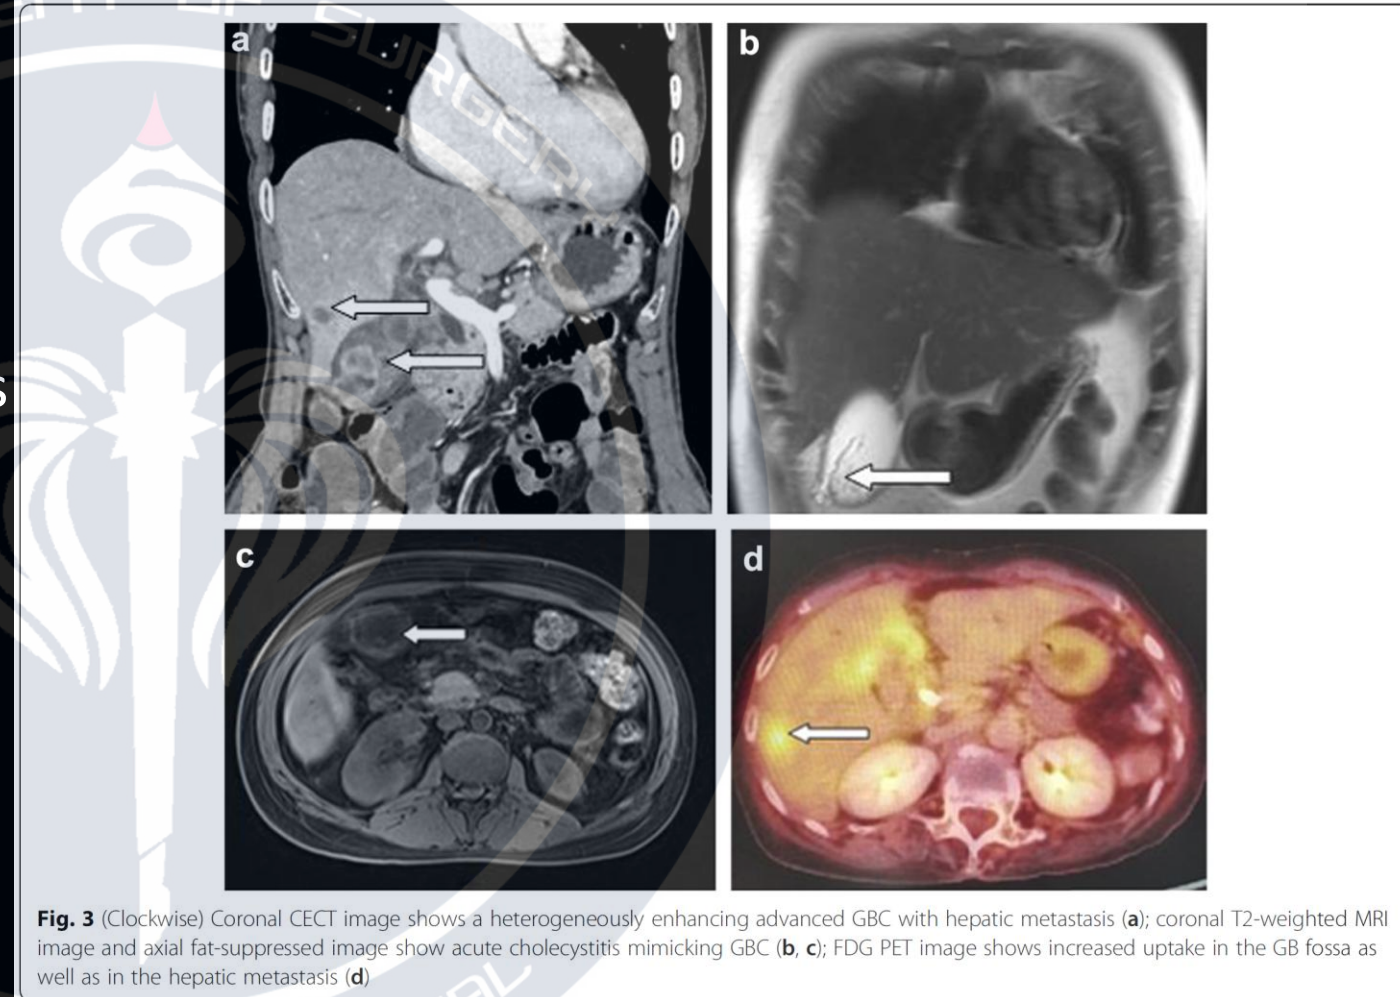 a
b
SURGERY
c
d
Fig. 3 (Clockwise) Coronal CECT image shows a heterogeneously enhancing advanced GBC with hepatic metastasis (a); coronal T2-weighted MRI
image and axial fat-suppressed image show acute cholecystitis mimicking GBC (b, c); FDG PET image shows increased uptake in the GB fossa as
well as in the hepatic metastasis (d)